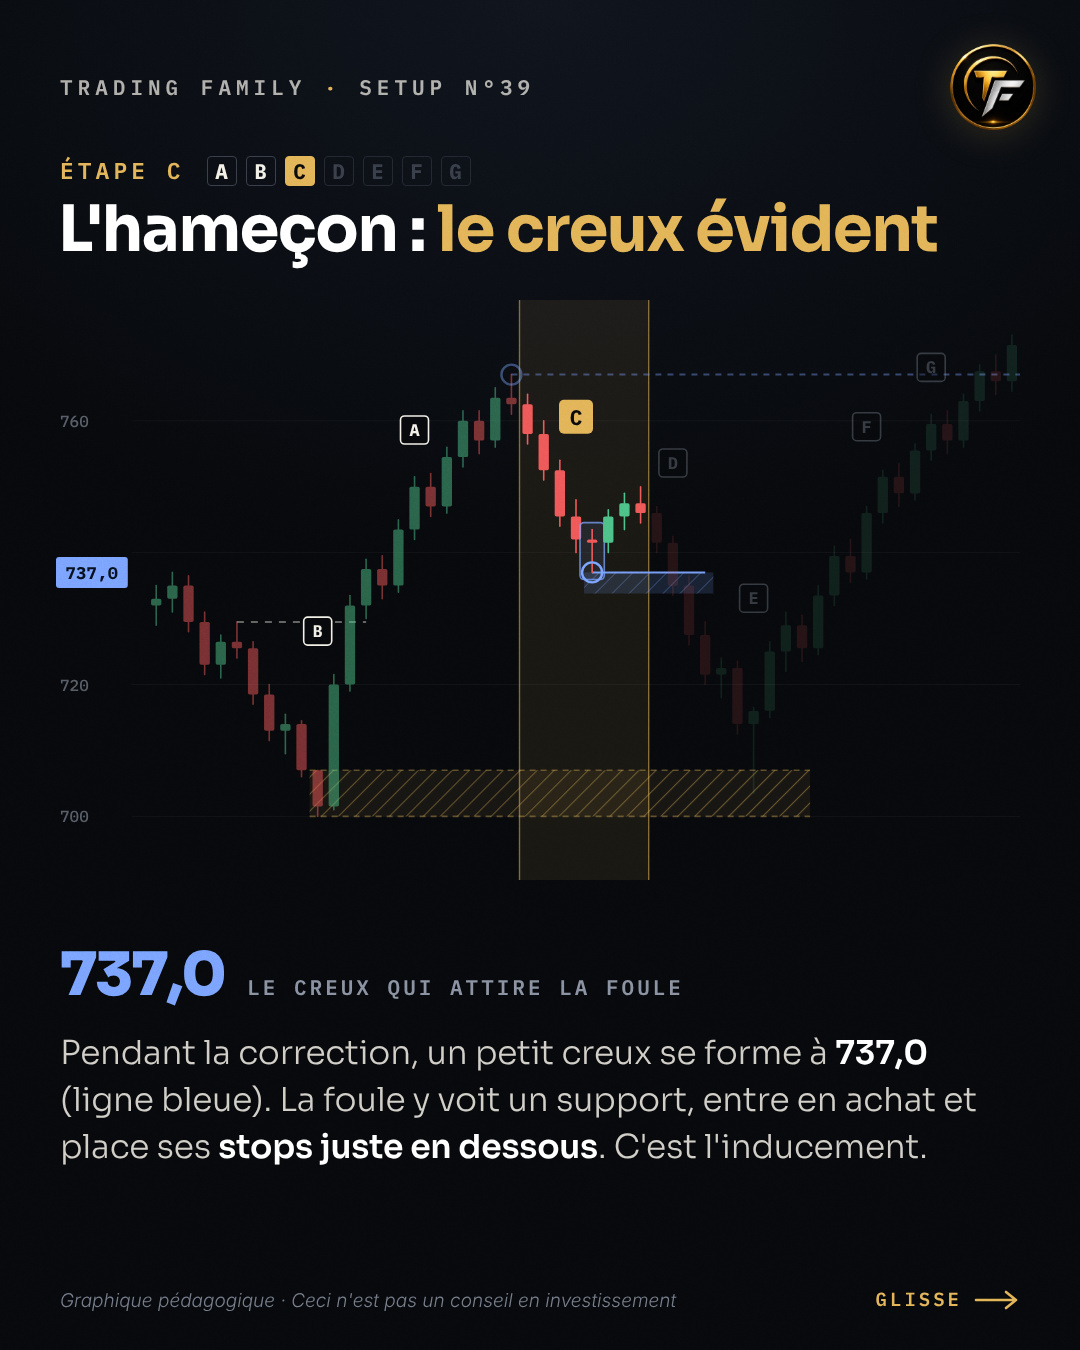 TRADING FAMILY · SETUP N°39
TF
ÉTAPE C A B C D E F G
L'hameçon : le creux évident
G
760
A
C
F
D
737,0
E
B
720
700
737,0 LE CREUX QUI ATTIRE LA FOULE
Pendant la correction, un petit creux se forme à 737,0
(ligne bleue). La foule y voit un support, entre en achat et
place ses stops juste en dessous. C'est l'inducement.
Graphique pédagogique · Ceci n'est pas un conseil en investissement
GLISSE →